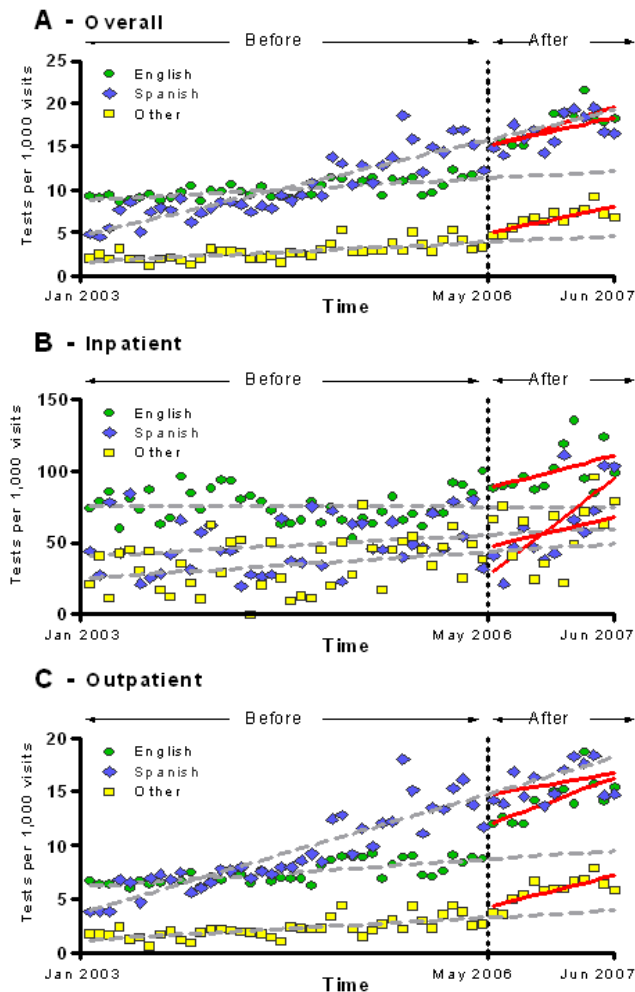 A - Overall
Before After
25
20
15
10
5
0
English
Spanish
Other
Tests per 1,000 visits
Jan 2003 Time May 2006 Jun 2007
B - Inpatient
Before After
150
100
50
0
English
Spanish
Other
Tests per 1,000 visits
Jan 2003 Time May 2006 Jun 2007
C - Outpatient
Before After
20
15
10
5
0
English
Spanish
Other
Tests per 1,000 visits
Jan 2003 Time May 2006 Jun 2007